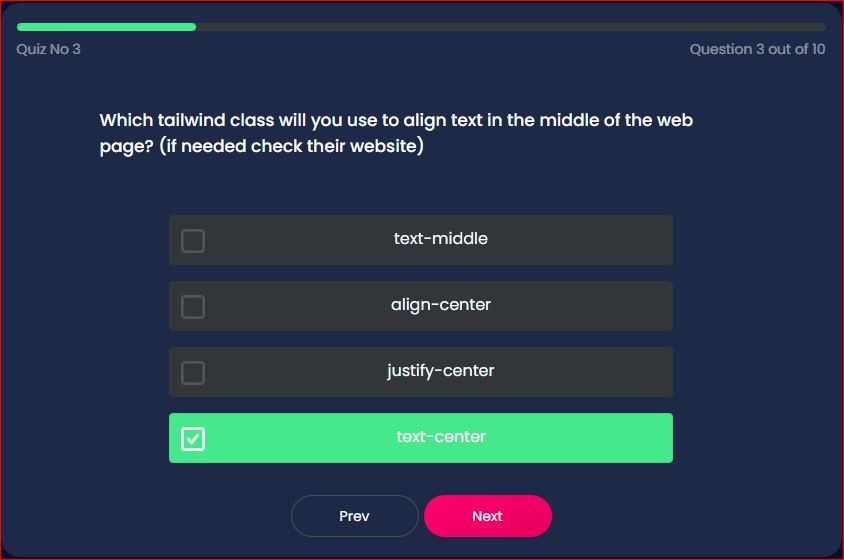 Quiz No 3
Question 3 out of 10
Which tailwind class will you use to align text in the middle of the web
page? (if needed check their website)
text-middle
align-center
justify-center
text-center
Prev
Next